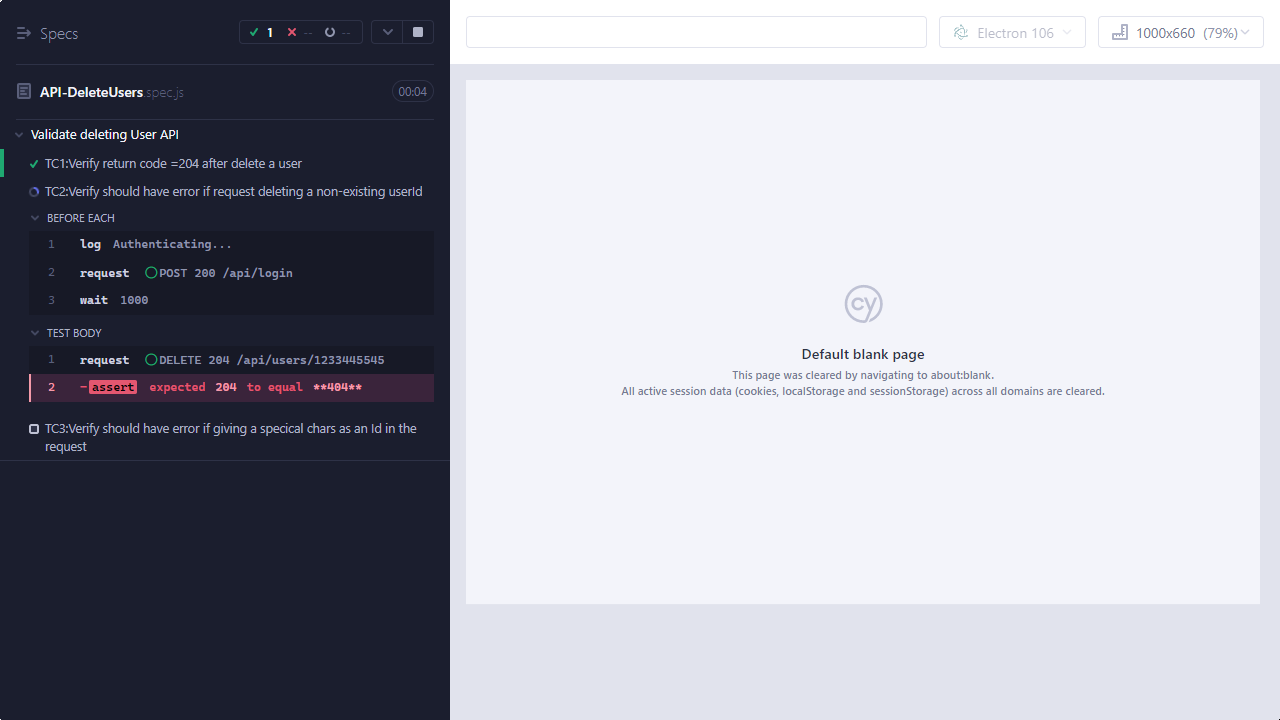 Specs
1
--
--
API-DeleteUsers.spec.js
00:04
Validate deleting User API
TC1:Verify return code =204 after delete a user
TC2:Verify should have error if request deleting a non-existing userId
BEFORE EACH
1 log Authenticating...
2 request POST 200 /api/login
3 wait 1000
TEST BODY
1 request DELETE 204 /api/users/1233445545
2 -assert expected 204 to equal **404**
TC3:Verify should have error if giving a specical chars as an Id in the
request
Electron 106
1000x660 (79%)
cy
Default blank page
This page was cleared by navigating to about:blank.
All active session data (cookies, localStorage and sessionStorage) across all domains are cleared.